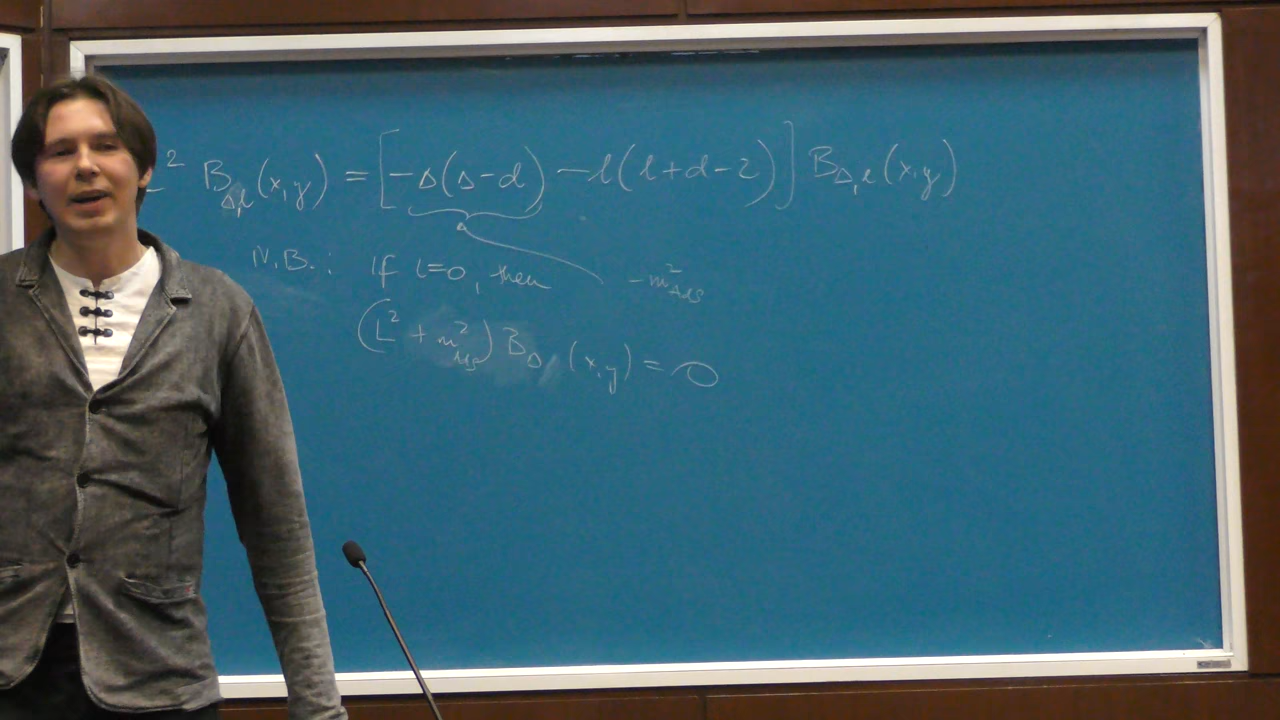 L² B_{Δ,ℓ}(x,y) = [-Δ(Δ-d) - ℓ(ℓ+d-2)] B_{Δ,ℓ}(x,y)
N.B.: If ℓ=0, then -m²_{AdS}
(L² + m²_{AdS}) B_Δ(x,y) = 0